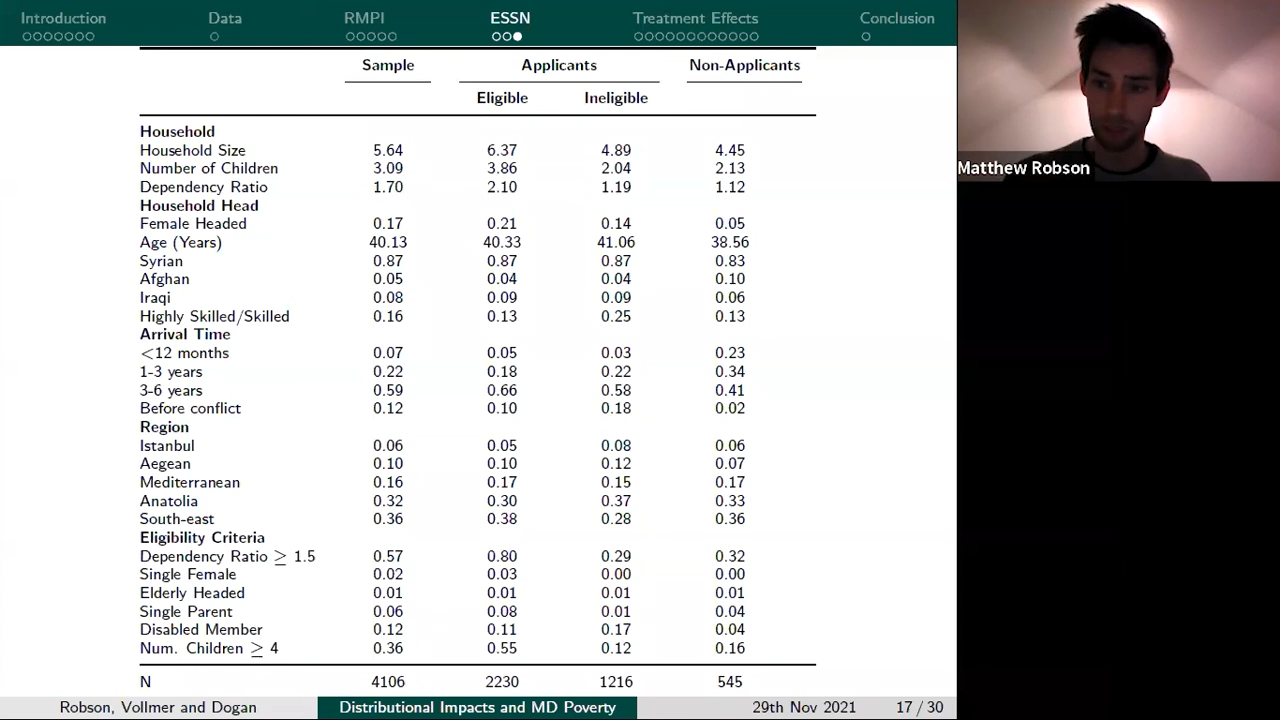 Introduction Data RMPI ESSN Treatment Effects Conclusion
Sample Applicants Non-Applicants
Eligible Ineligible
Household
Household Size 5.64 6.37 4.89 4.45
Number of Children 3.09 3.86 2.04 2.13
Dependency Ratio 1.70 2.10 1.19 1.12
Household Head
Female Headed 0.17 0.21 0.14 0.05
Age (Years) 40.13 40.33 41.06 38.56
Syrian 0.87 0.87 0.87 0.83
Afghan 0.05 0.04 0.04 0.10
Iraqi 0.08 0.09 0.09 0.06
Highly Skilled/Skilled 0.16 0.13 0.25 0.13
Arrival Time
<12 months 0.07 0.05 0.03 0.23
1-3 years 0.22 0.18 0.22 0.34
3-6 years 0.59 0.66 0.58 0.41
Before conflict 0.12 0.10 0.18 0.02
Region
Istanbul 0.06 0.05 0.08 0.06
Aegean 0.10 0.10 0.12 0.07
Mediterranean 0.16 0.17 0.15 0.17
Anatolia 0.32 0.30 0.37 0.33
South-east 0.36 0.38 0.28 0.36
Eligibility Criteria
Dependency Ratio ≥ 1.5 0.57 0.80 0.29 0.32
Single Female 0.02 0.03 0.00 0.00
Elderly Headed 0.01 0.01 0.01 0.01
Single Parent 0.06 0.08 0.01 0.04
Disabled Member 0.12 0.11 0.17 0.04
Num. Children ≥ 4 0.36 0.55 0.12 0.16
N 4106 2230 1216 545
Robson, Vollmer and Dogan Distributional Impacts and MD Poverty 29th Nov 2021 17 / 30
Matthew Robson